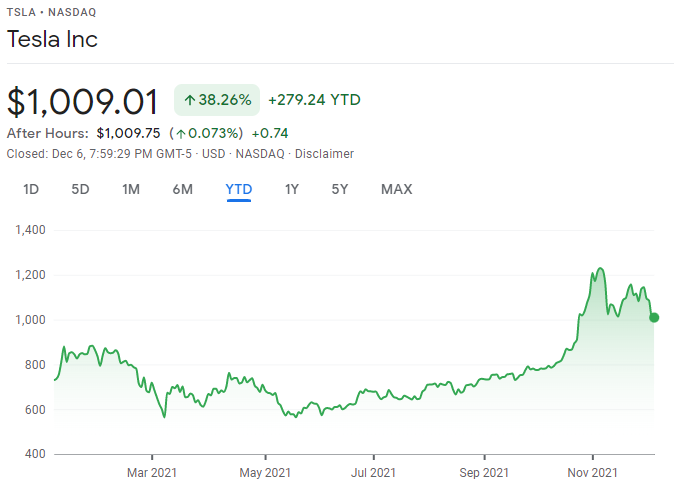 TSLA • NASDAQ
Tesla Inc
$1,009.01 ↑38.26% +279.24 YTD
After Hours: $1,009.75 (↑0.073%) +0.74
Closed: Dec 6, 7:59:29 PM GMT-5 · USD · NASDAQ · Disclaimer
1D 5D 1M 6M YTD 1Y 5Y MAX
1,400
1,200
1,000
800
600
400
Mar 2021 May 2021 Jul 2021 Sep 2021 Nov 2021